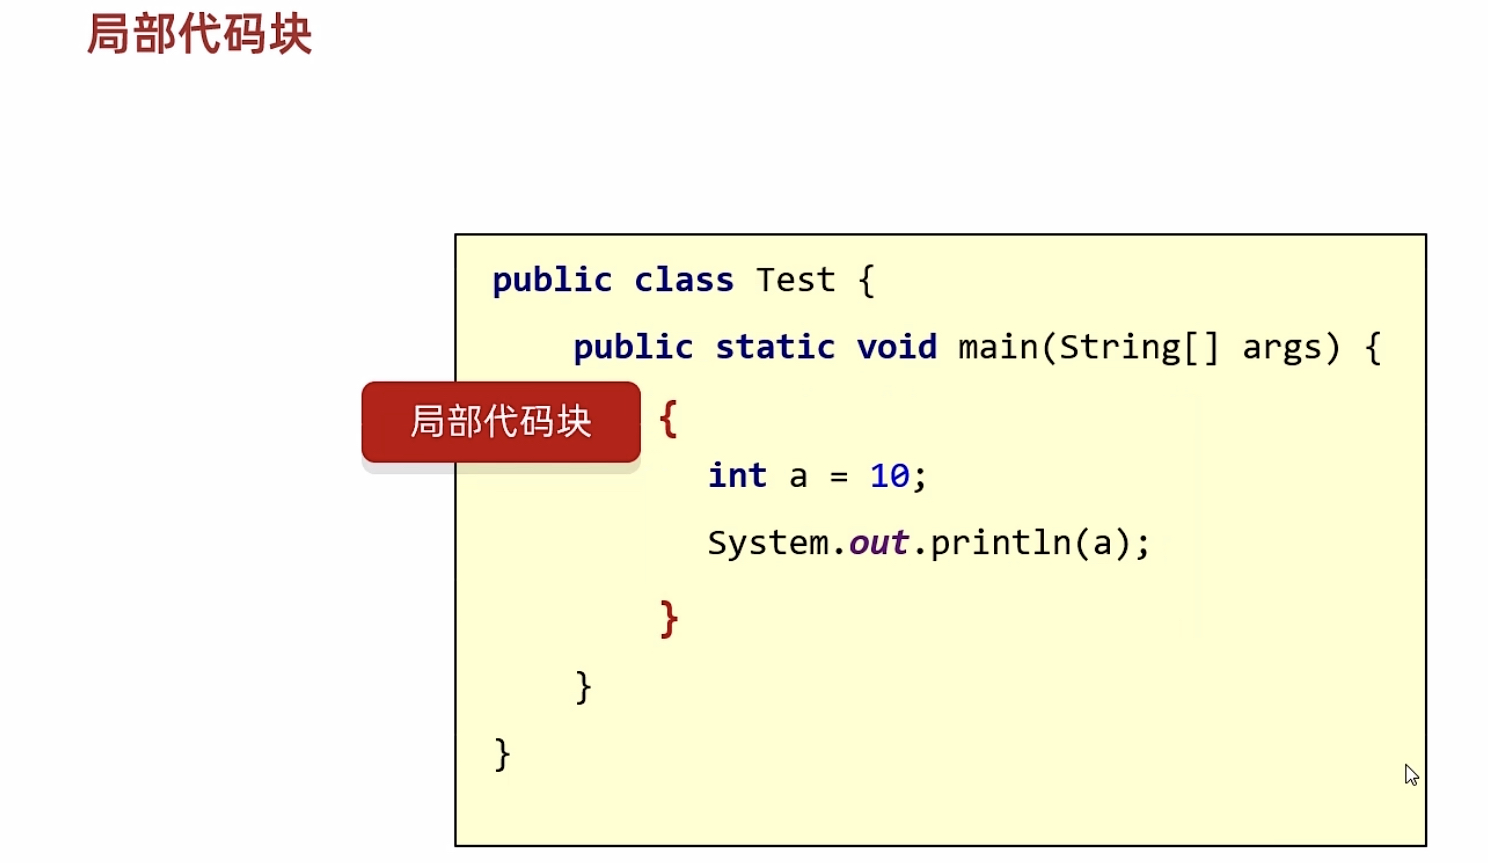 局部代码块
public class Test {
public static void main(String[] args) {
局部代码块 {
int a = 10;
System.out.println(a);
}
}
}